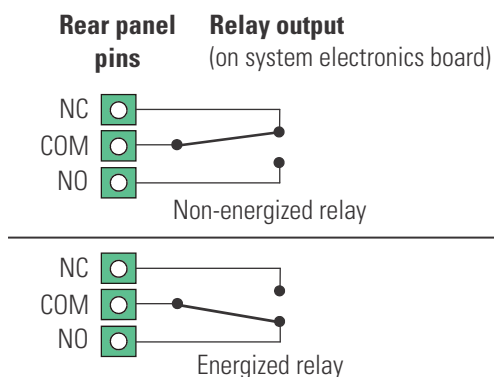 Rear panel pins
Relay output
(on system electronics board)
NC
COM
NO
Non-energized relay
NC
COM
NO
Energized relay